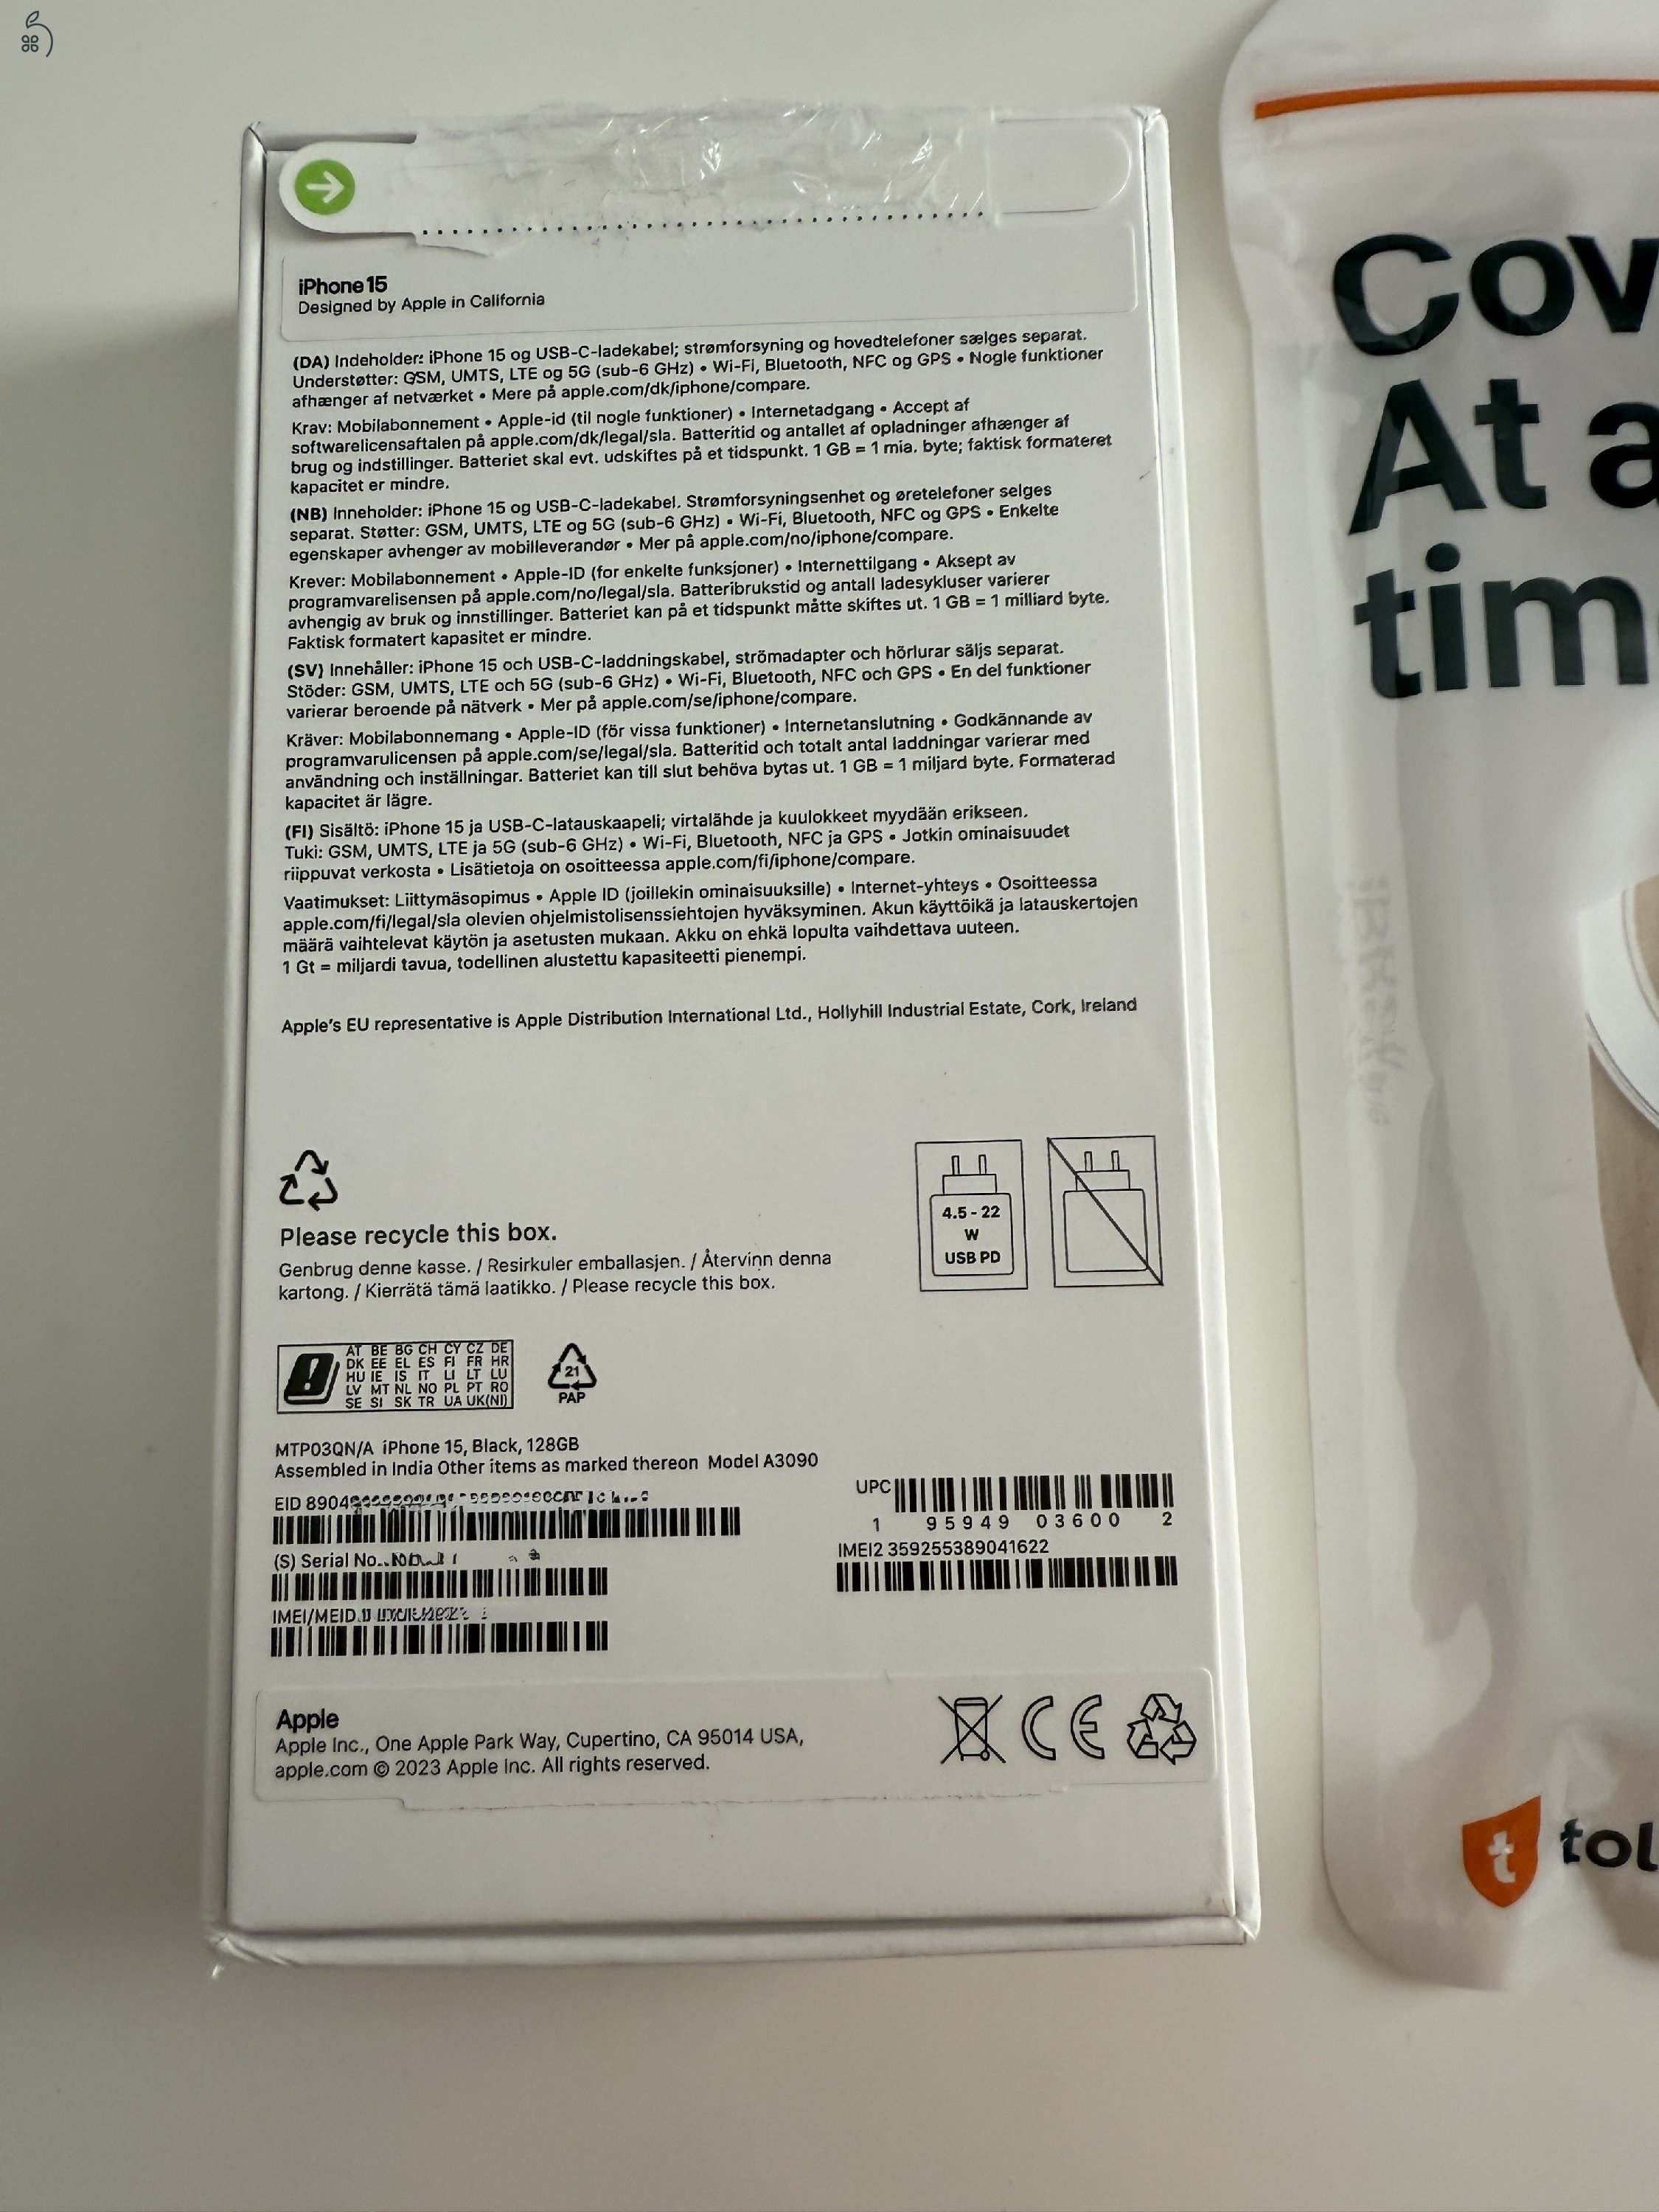 iPhone 15
Designed by Apple in California
(DA) Indeholder: iPhone 15 og USB-C-ladekabel; strømforsyning og hovedtelefoner sælges separat.
Understøtter: GSM, UMTS, LTE og 5G (sub-6 GHz) • Wi-Fi, Bluetooth, NFC og GPS • Nogle funktioner
afhænger af netværket • Mere på apple.com/dk/iphone/compare.
Krav: Mobilabonnement • Apple-id (til nogle funktioner) • Internetadgang • Accept af
softwarelicensaftalen på apple.com/dk/legal/sla. Batteritid og antallet af opladninger afhænger af
brug og indstillinger. Batteriet skal evt. udskiftes på et tidspunkt. 1 GB = 1 mia. byte; faktisk formateret
kapacitet er mindre.
(NB) Inneholder: iPhone 15 og USB-C-ladekabel. Strømforsyningsenhet og øretelefoner selges
separat. Støtter: GSM, UMTS, LTE og 5G (sub-6 GHz) • Wi-Fi, Bluetooth, NFC og GPS • Enkelte
egenskaper avhenger av mobilleverandør • Mer på apple.com/no/iphone/compare.
Krever: Mobilabonnement • Apple-ID (for enkelte funksjoner) • Internettilgang • Aksept av
programvarelisensen på apple.com/no/legal/sla. Batteribrukstid og antall ladesykluser varierer
avhengig av bruk og innstillinger. Batteriet kan på et tidspunkt måtte skiftes ut. 1 GB = 1 milliard byte.
Faktisk formatert kapasitet er mindre.
(SV) Innehåller: iPhone 15 och USB-C-laddningskabel, strömadapter och hörlurar säljs separat.
Stöder: GSM, UMTS, LTE och 5G (sub-6 GHz) • Wi-Fi, Bluetooth, NFC och GPS • En del funktioner
varierar beroende på nätverk • Mer på apple.com/se/iphone/compare.
Kräver: Mobilabonnemang • Apple-ID (för vissa funktioner) • Internetanslutning • Godkännande av
programvarulicensen på apple.com/se/legal/sla. Batteritid och totalt antal laddningar varierar med
användning och inställningar. Batteriet kan till slut behöva bytas ut. 1 GB = 1 miljard byte. Formaterad
kapacitet är lägre.
(FI) Sisältö: iPhone 15 ja USB-C-latauskaapeli; virtalähde ja kuulokkeet myydään erikseen.
Tuki: GSM, UMTS, LTE ja 5G (sub-6 GHz) • Wi-Fi, Bluetooth, NFC ja GPS • Jotkin ominaisuudet
riippuvat verkosta • Lisätietoja on osoitteessa apple.com/fi/iphone/compare.
Vaatimukset: Liittymäsopimus • Apple ID (joillekin ominaisuuksille) • Internet-yhteys • Osoitteessa
apple.com/fi/legal/sla olevien ohjelmistolisenssiehtojen hyväksyminen. Akun käyttöikä ja latauskertojen
määrä vaihtelevat käytön ja asetusten mukaan. Akku on ehkä lopulta vaihdettava uuteen.
1 Gt = miljardi tavua, todellinen alustettu kapasiteetti pienempi.
Apple's EU representative is Apple Distribution International Ltd., Hollyhill Industrial Estate, Cork, Ireland
4.5 - 22
W
USB PD
Please recycle this box.
Genbrug denne kasse. / Resirkuler emballasjen. / Återvinn denna
kartong. / Kierrätä tämä laatikko. / Please recycle this box.
AT BE BG CH CY CZ DE
DK EE EL ES FI FR HR
HU IE IS IT LI LT LU
LV MT NL NO PL PT RO
SE SI SK TR UA UK(NI)
21
PAP
MTP03QN/A iPhone 15, Black, 128GB
Assembled in India Other items as marked thereon Model A3090
EID
UPC
1 95949 03600 2
(S) Serial No.
IMEI2 359255389041622
IMEI/MEID
Apple
Apple Inc., One Apple Park Way, Cupertino, CA 95014 USA,
apple.com © 2023 Apple Inc. All rights reserved.
CE
Cov
At a
tim
t tol